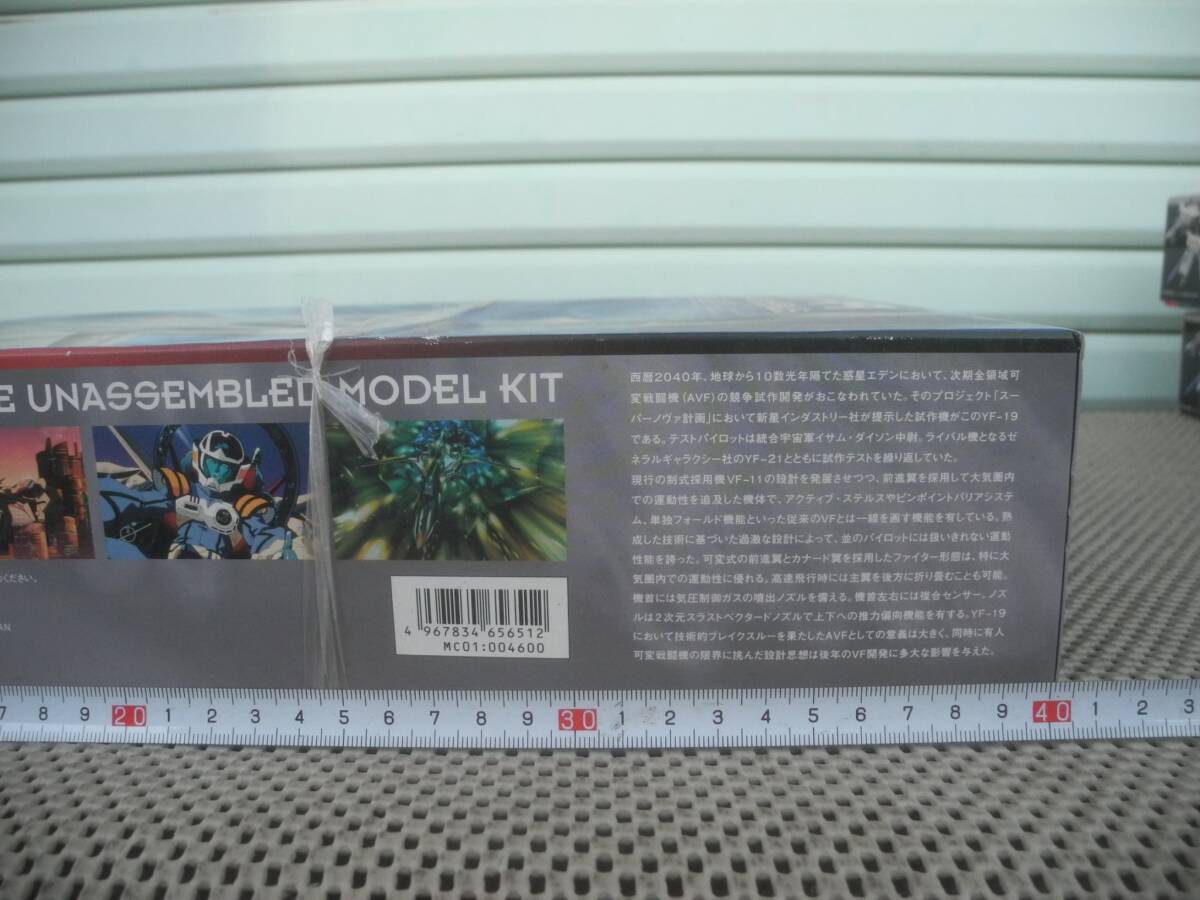 E UNASSEMBLED MODEL KIT
西暦2040年、地球から10数光年隔てた惑星エデンにおいて、次期全領域可
変戦闘機(AVF)の競争試作開発がおこなわれていた。そのプロジェクト「スー
パーノヴァ計画」において新星インダストリー社が提示した試作機がこのYF-19
である。テストパイロットは統合宇宙軍イサム・ダイソン中尉。ライバル機となるゼ
ネラルギャラクシー社のYF-21とともに試作テストを繰り返していた。
現行の制式採用機VF-11の設計を発展させつつ、前進翼を採用して大気圏内
での運動性を追及した機体で、アクティブ・ステルスやピンポイントバリアシステ
ム、単独フォールド機能といった従来のVFとは一線を画す機能を有している。熟
成した技術に基づいた過激な設計によって、並のパイロットには扱いきれない運動
性能を誇った。可変式の前進翼とカナード翼を採用したファイター形態は、特に大
気圏内での運動性に優れる。高速飛行時には主翼を後方に折り畳むことも可能。
機首には気圧制御ガスの噴出ノズルを備える。機首左右には複合センサー。ノズ
ルは2次元スラストベクタードノズルで上下への推力偏向機能を有する。YF-19
において技術的ブレイクスルーを果たしたAVFとしての意義は大きく、同時に有人
可変戦闘機の限界に挑んだ設計思想は後年のVF開発に多大な影響を与えた。
ください。
AN
4 967834 656512
MC01:004600
7 8 9 20 1 2 3 4 5 6 7 8 9 30 1 2 3 4 5 6 7 8 9 40 1 2 3